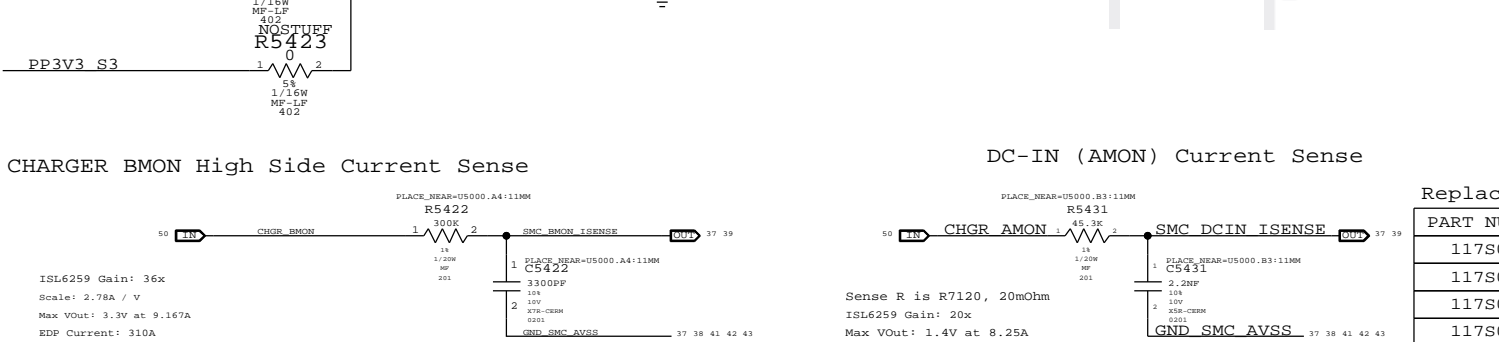 1/16W
MF-LF
402
NOSTUFF
R5423
0
PP3V3_S3
1
2
5%
1/16W
MF-LF
402
CHARGER BMON High Side Current Sense
PLACE_NEAR=U5000.A4:11MM
R5422
300K
50 IN CHGR_BMON 1 2 SMC_BMON_ISENSE OUT 37 39
1%
1/20W
MF
201
PLACE_NEAR=U5000.A4:11MM
1 C5422
3300PF
10%
2 10V
X7R-CERM
0201
GND_SMC_AVSS 37 38 41 42 43
ISL6259 Gain: 36x
Scale: 2.78A / V
Max VOut: 3.3V at 9.167A
EDP Current: 310A
DC-IN (AMON) Current Sense
PLACE_NEAR=U5000.B3:11MM
R5431
45.3K
50 IN CHGR_AMON 1 2 SMC_DCIN_ISENSE OUT 37 39
1%
1/20W
MF
201
PLACE_NEAR=U5000.B3:11MM
1 C5431
2.2NF
10%
2 10V
X5R-CERM
0201
GND_SMC_AVSS 37 38 41 42 43
Sense R is R7120, 20mOhm
ISL6259 Gain: 20x
Max VOut: 1.4V at 8.25A
Replac
PART N
117S
117S
117S
117S